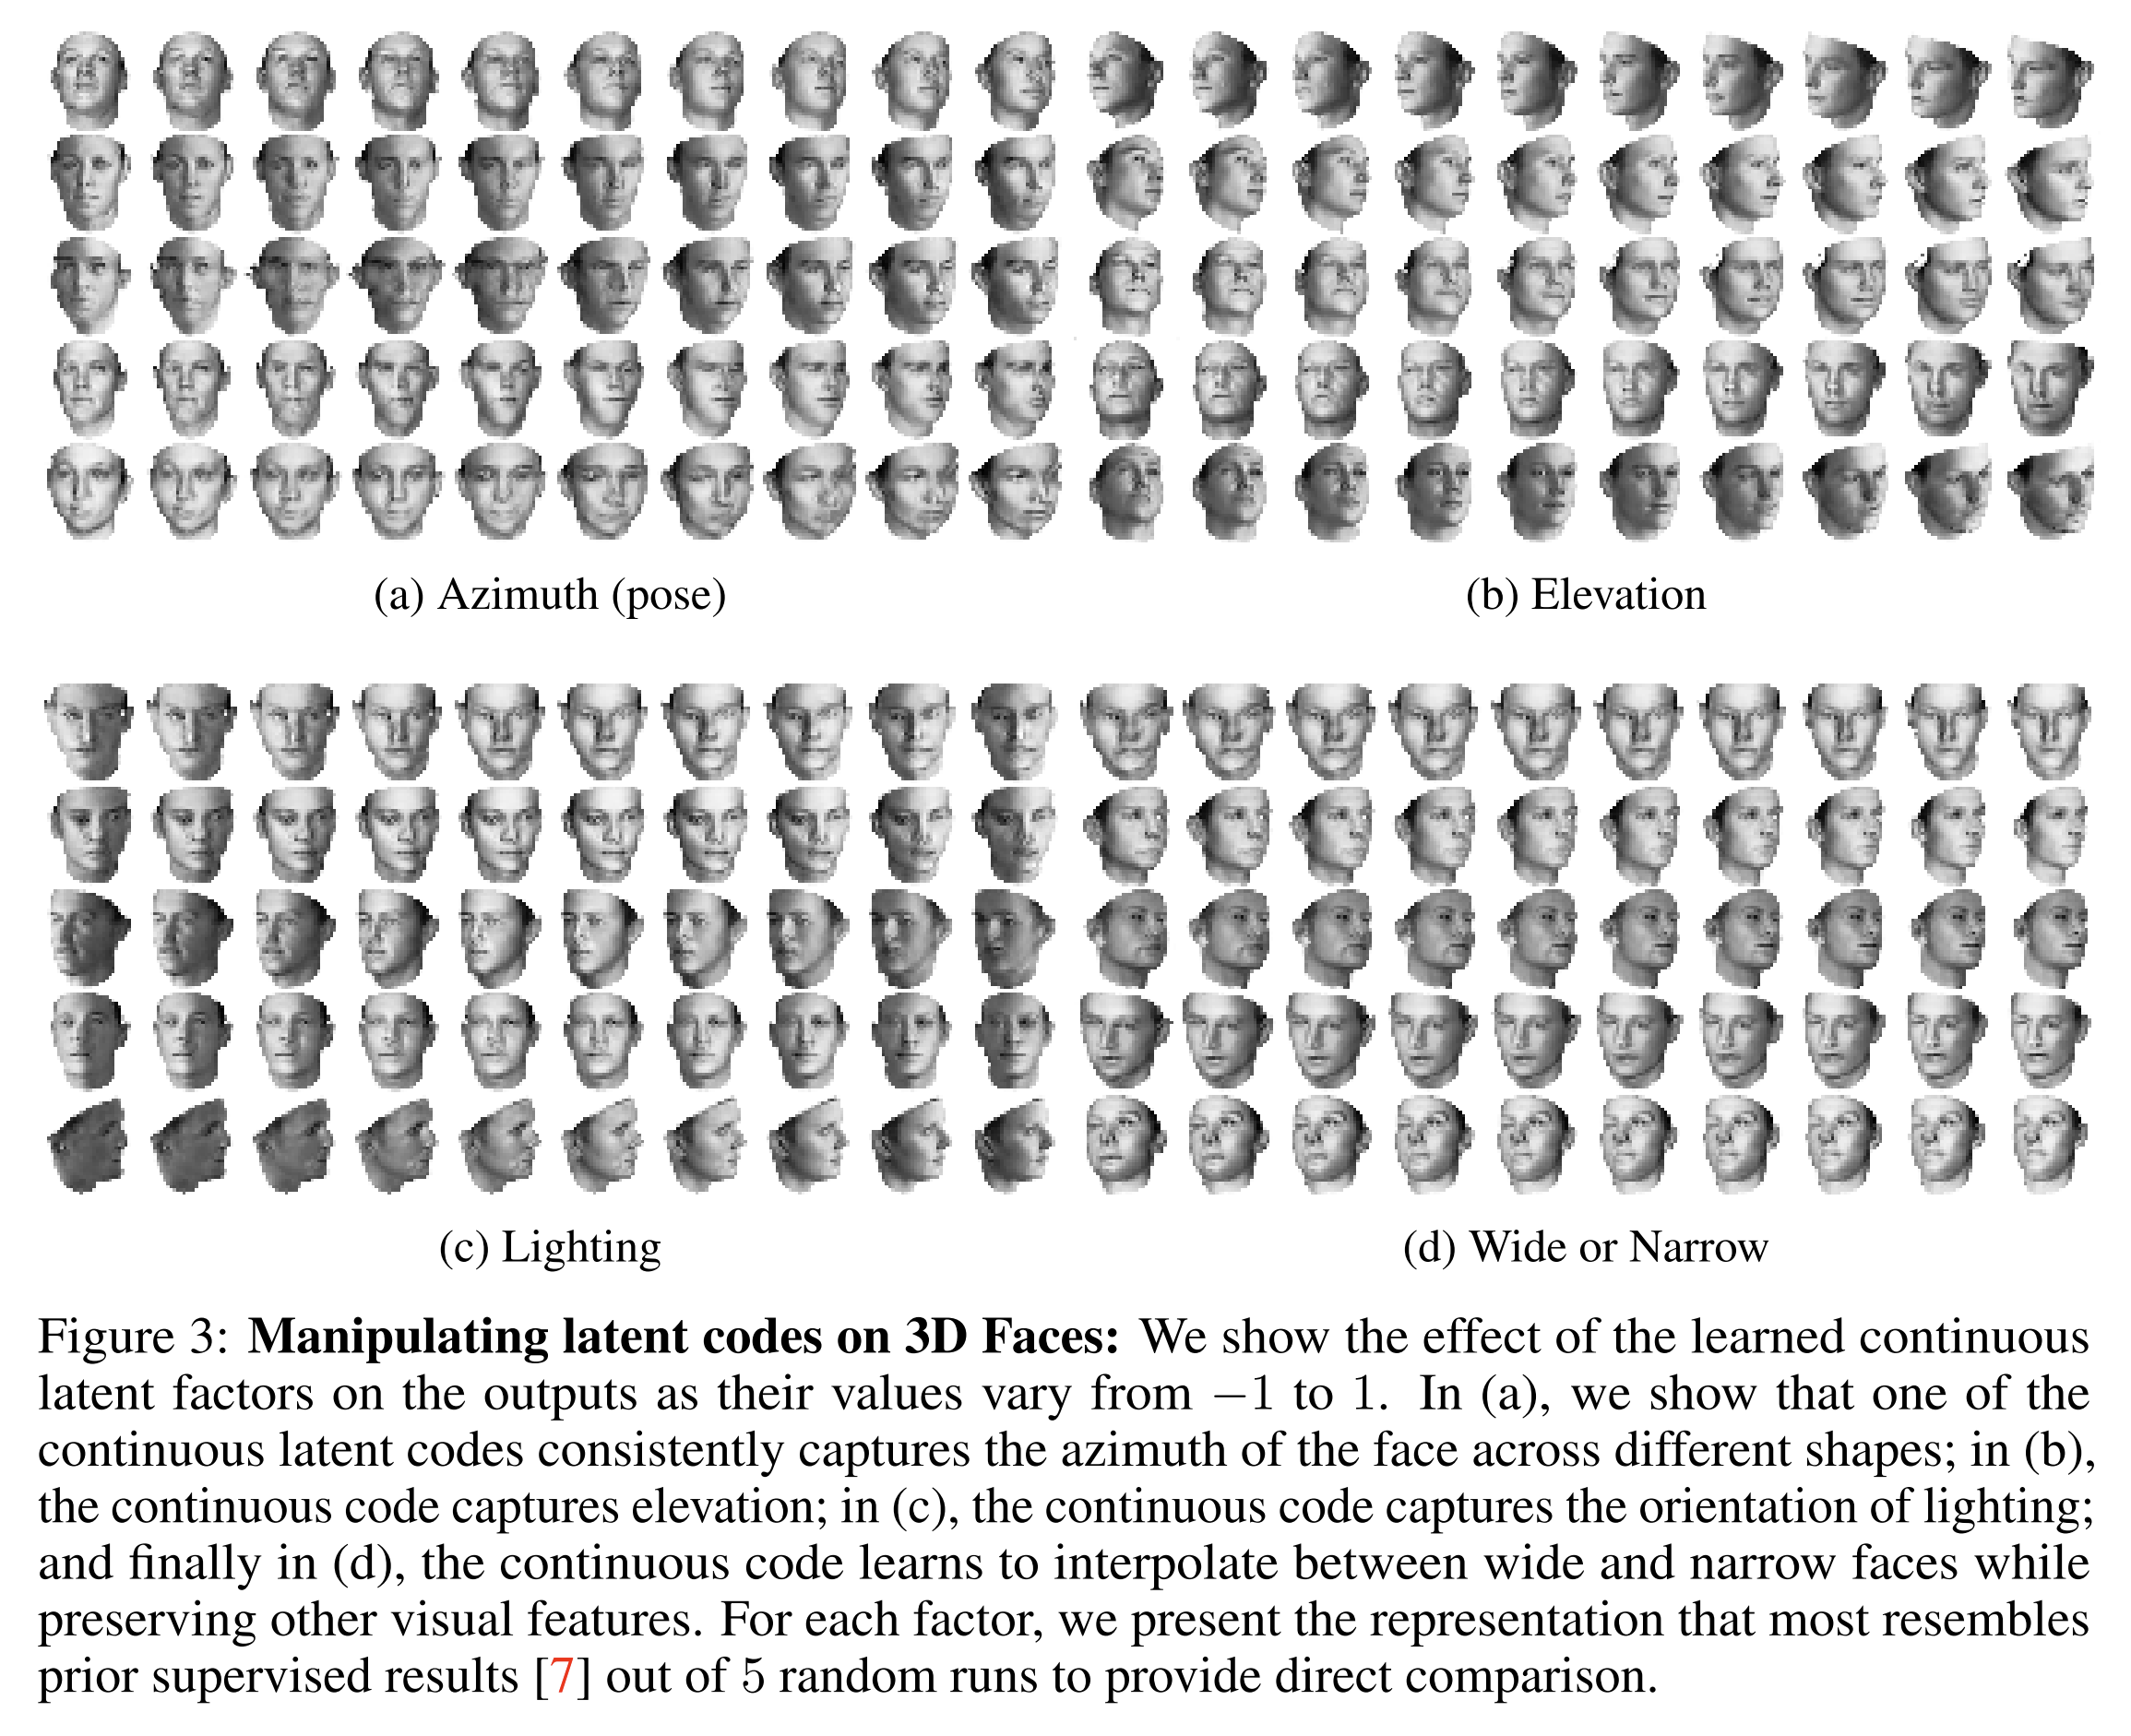 (a) Azimuth (pose)
(b) Elevation
(c) Lighting
(d) Wide or Narrow
Figure 3: Manipulating latent codes on 3D Faces: We show the effect of the learned continuous
latent factors on the outputs as their values vary from −1 to 1. In (a), we show that one of the
continuous latent codes consistently captures the azimuth of the face across different shapes; in (b),
the continuous code captures elevation; in (c), the continuous code captures the orientation of lighting;
and finally in (d), the continuous code learns to interpolate between wide and narrow faces while
preserving other visual features. For each factor, we present the representation that most resembles
prior supervised results [7] out of 5 random runs to provide direct comparison.